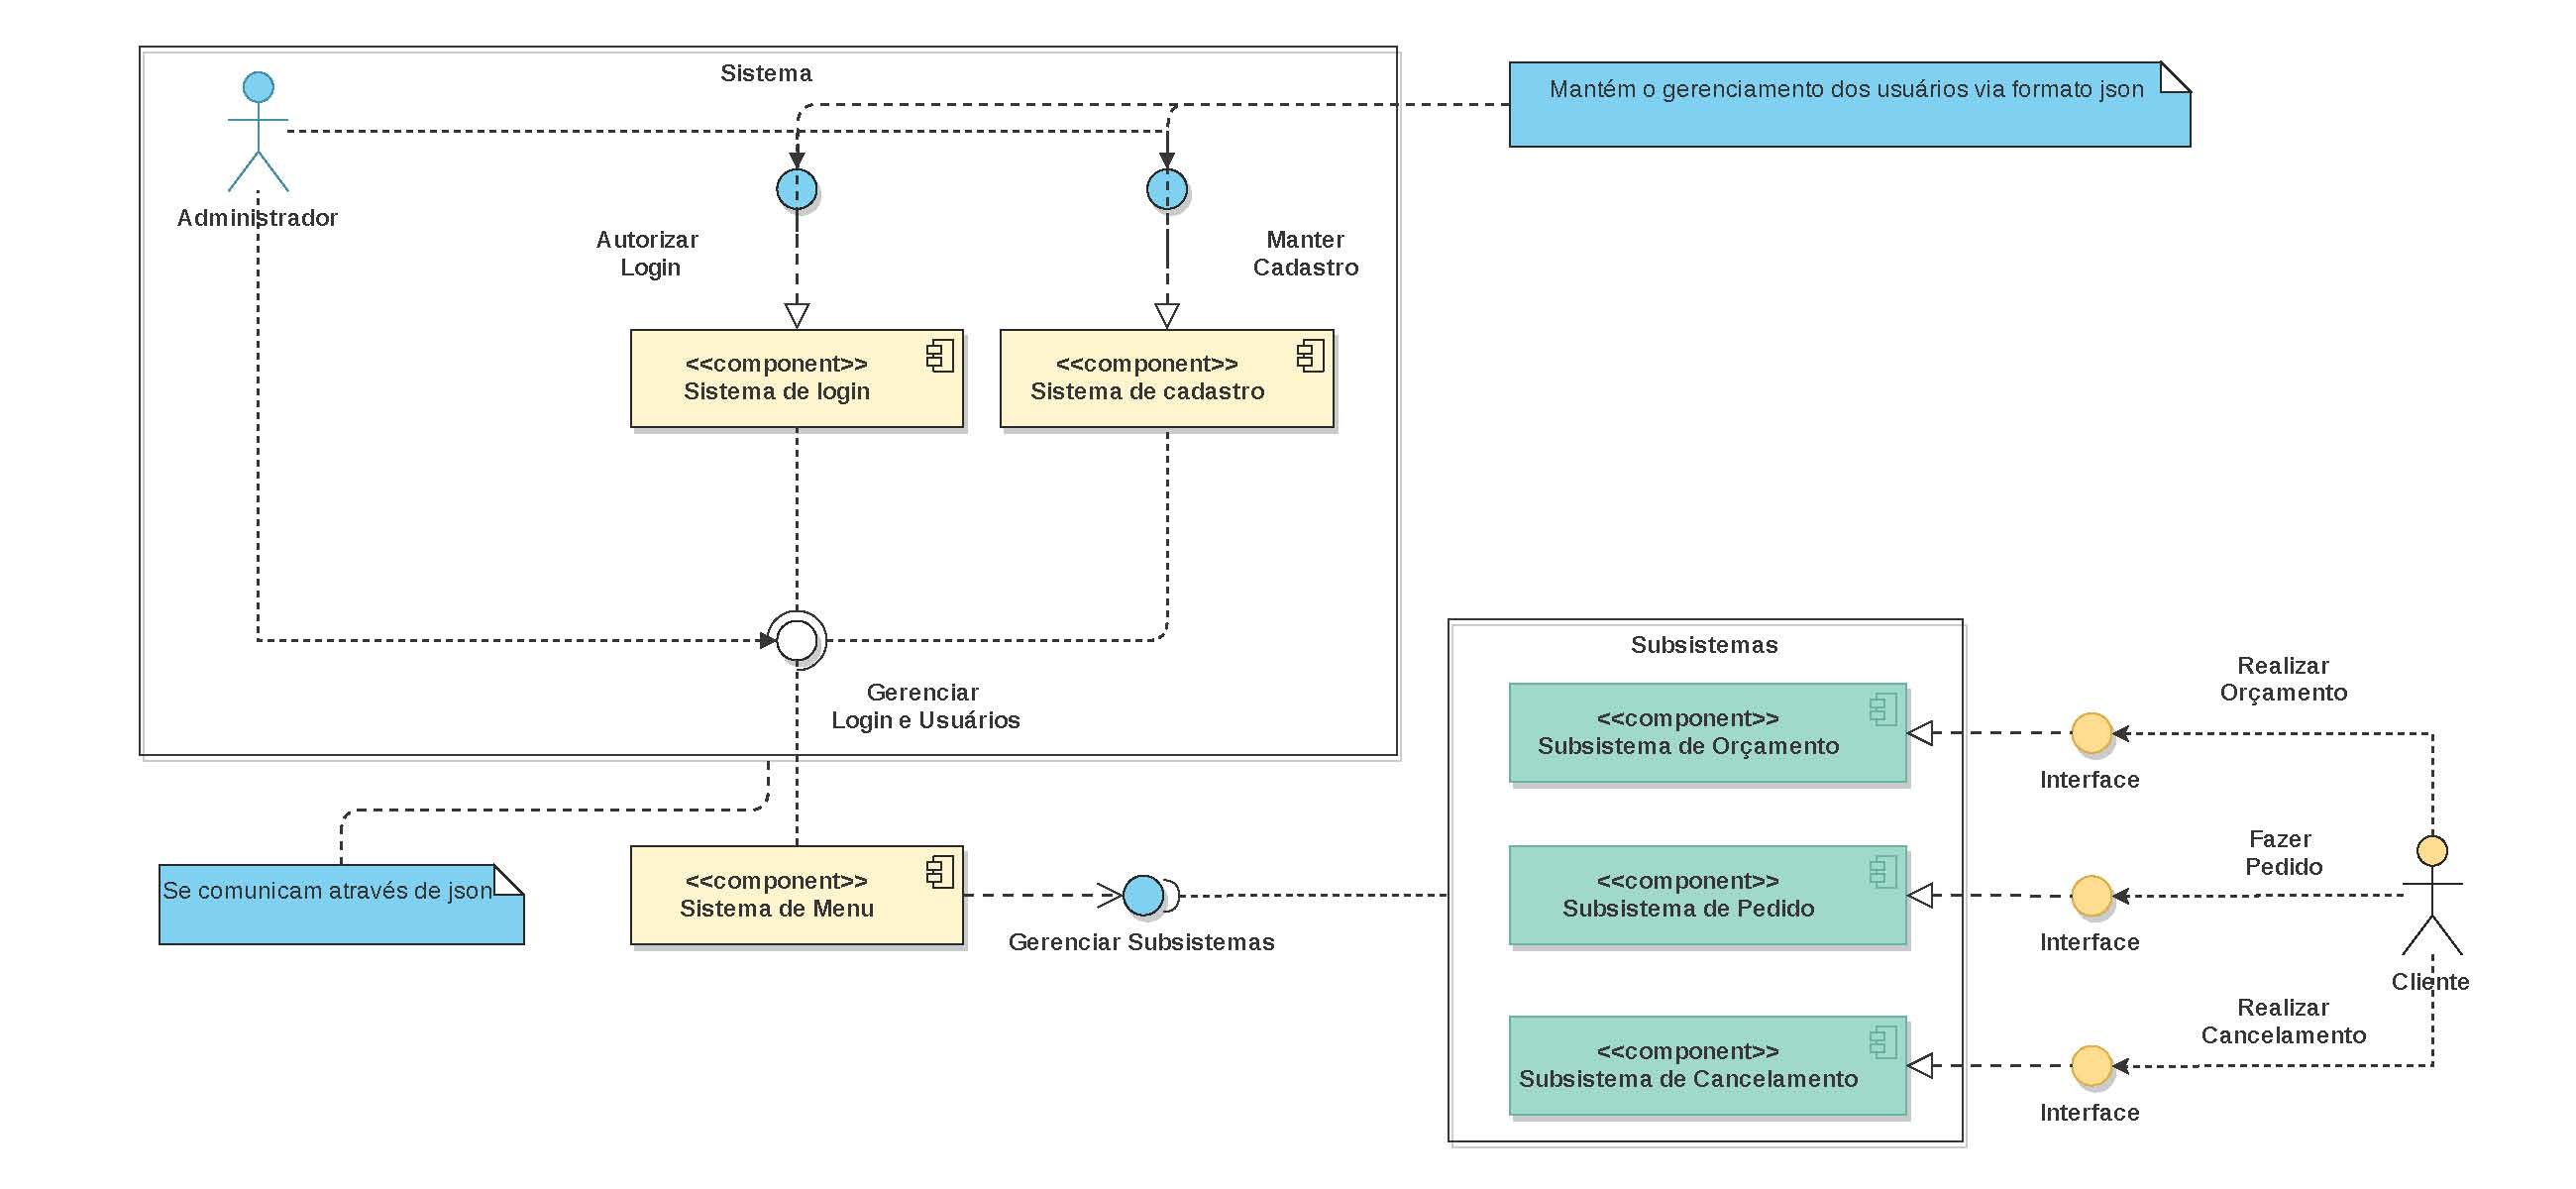 Sistema
Mantém o gerenciamento dos usuários via formato json
Administrador
Autorizar
Login
Manter
Cadastro
<<component>>
Sistema de login
<<component>>
Sistema de cadastro
Gerenciar
Login e Usuários
Se comunicam através de json
<<component>>
Sistema de Menu
Gerenciar Subsistemas
Subsistemas
<<component>>
Subsistema de Orçamento
<<component>>
Subsistema de Pedido
<<component>>
Subsistema de Cancelamento
Realizar
Orçamento
Interface
Fazer
Pedido
Interface
Cliente
Realizar
Cancelamento
Interface